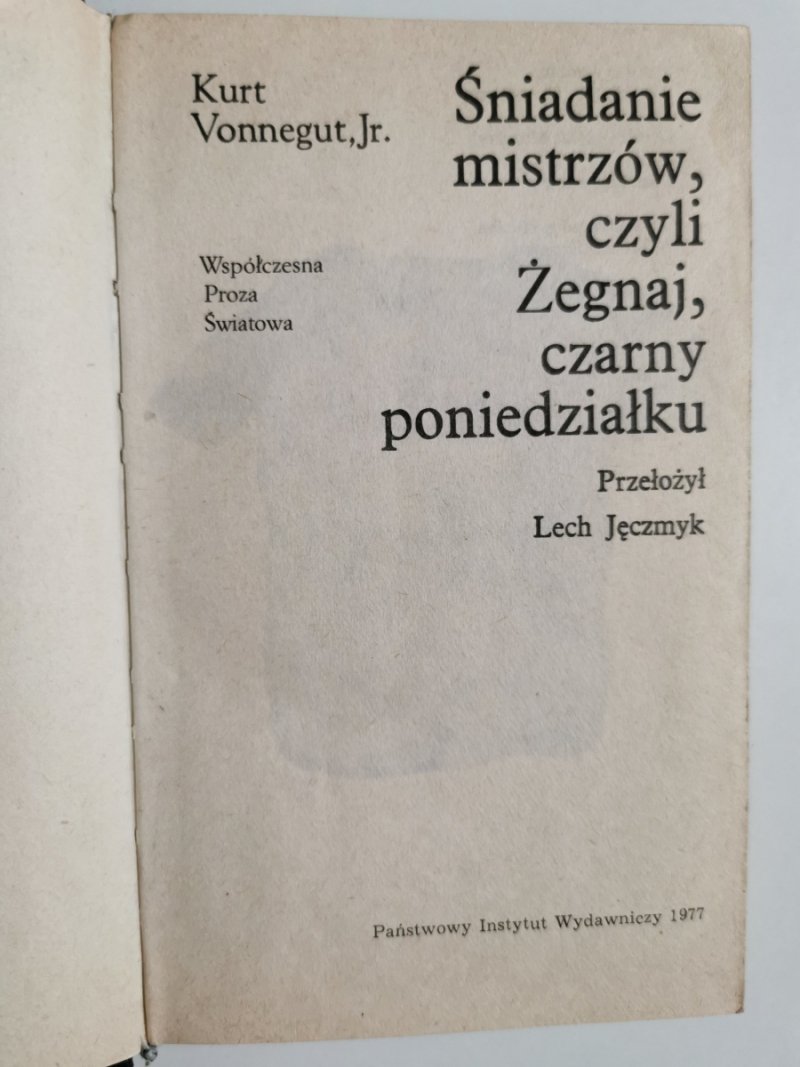 Kurt
Vonnegut, Jr.
Śniadanie
mistrzów,
czyli
Żegnaj,
czarny
poniedziałku
Współczesna
Proza
Światowa
Przełożył
Lech Jęczmyk
Państwowy Instytut Wydawniczy 1977